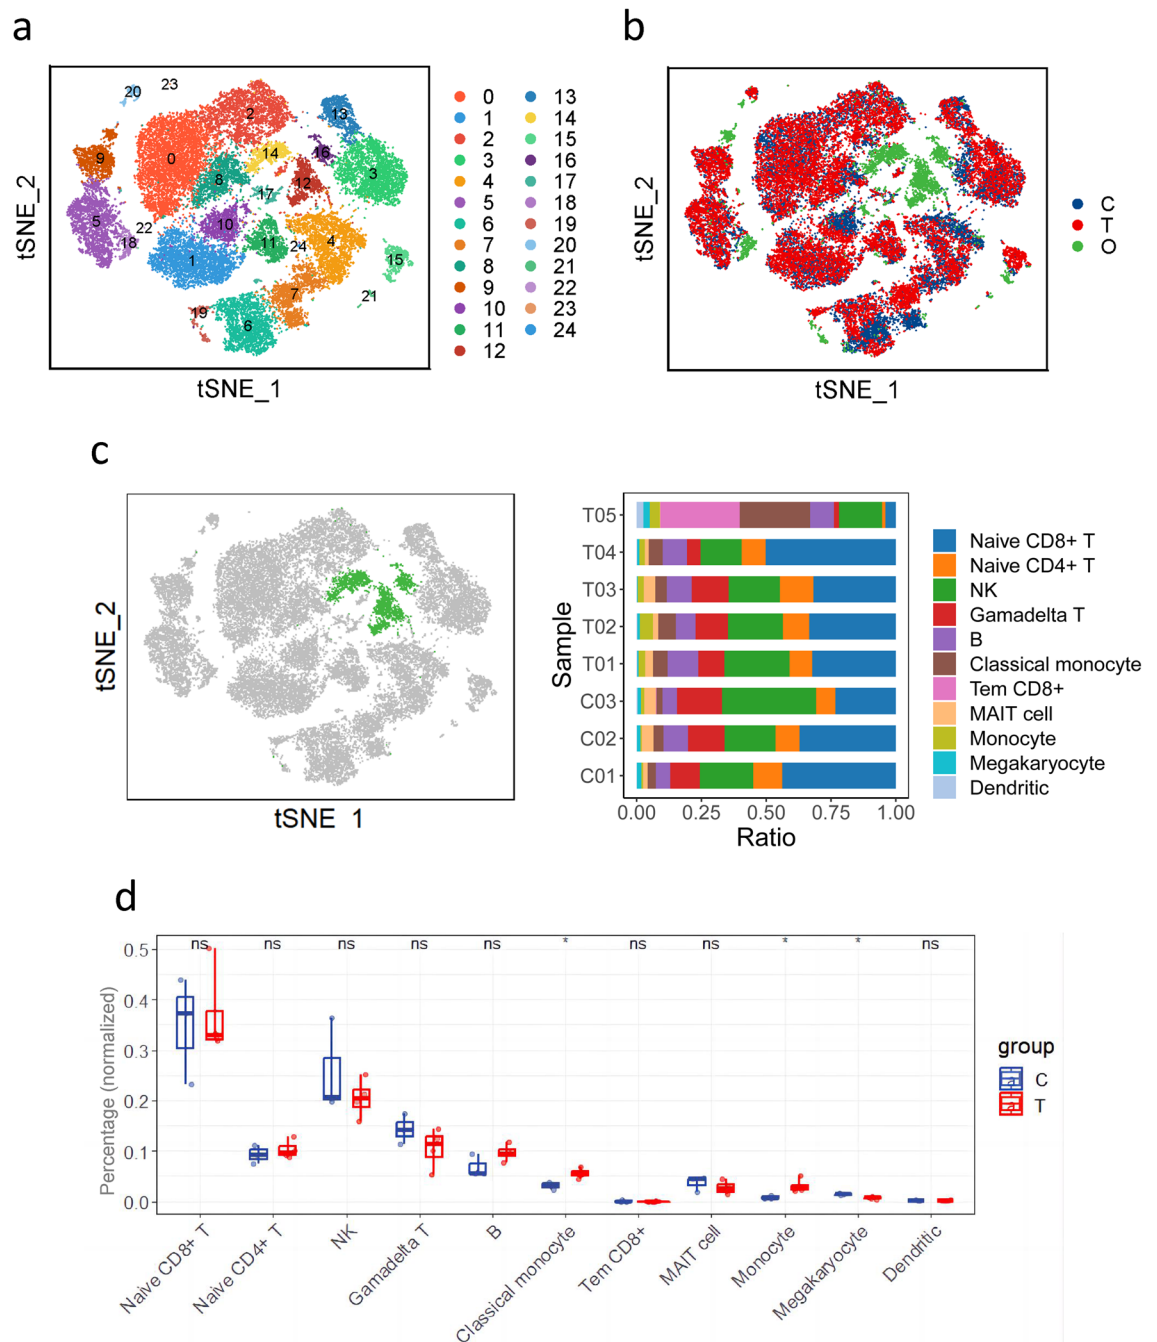 a
b
20
23
2
13
9
0
14
16
3
8
12
17
5
22
10
18
11
24
4
1
15
7
21
19
6
tSNE_2
tSNE_1
0
1
2
3
4
5
6
7
8
9
10
11
12
13
14
15
16
17
18
19
20
21
22
23
24
tSNE_2
tSNE_1
C
T
O
c
tSNE_2
tSNE 1
Sample
T05
T04
T03
T02
T01
C03
C02
C01
0.00 0.25 0.50 0.75 1.00
Ratio
Naive CD8+ T
Naive CD4+ T
NK
Gamadelta T
B
Classical monocyte
Tem CD8+
MAIT cell
Monocyte
Megakaryocyte
Dendritic
d
ns ns ns ns ns * ns ns * * ns
Percentage (normalized)
0.5
0.4
0.3
0.2
0.1
0.0
Naive CD8+ T
Naive CD4+ T
NK
Gamadelta T
B
Classical monocyte
Tem CD8+
MAIT cell
Monocyte
Megakaryocyte
Dendritic
group
C
T